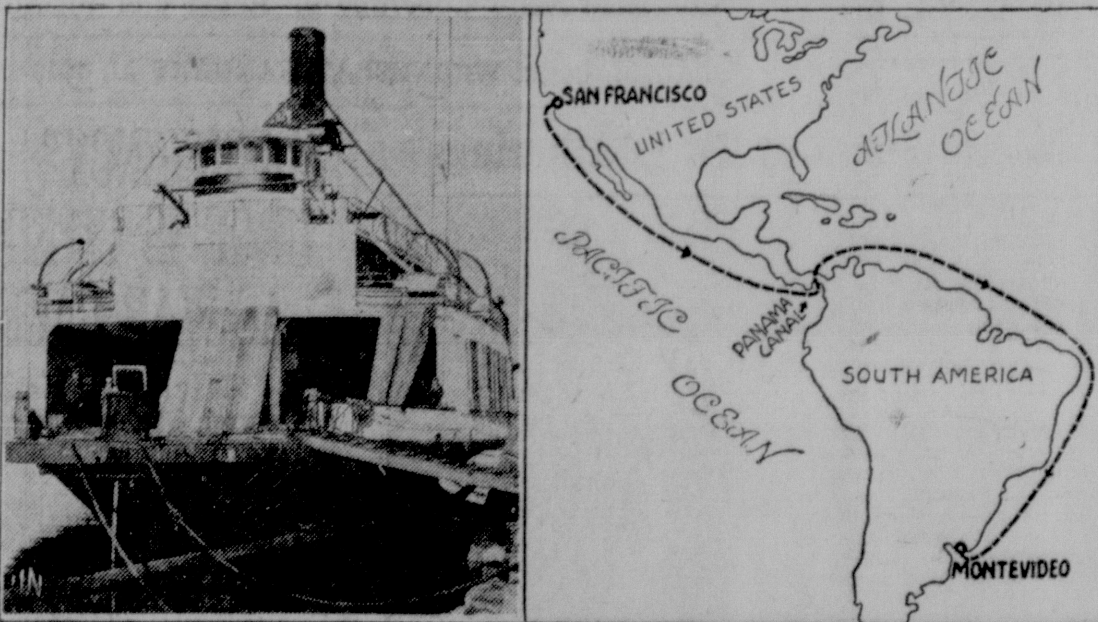 SAN FRANCISCO
UNITED STATES
ATLANTIC
OCEAN
PACIFIC
OCEAN
PANAMA
CANAL
SOUTH AMERICA
MONTEVIDEO